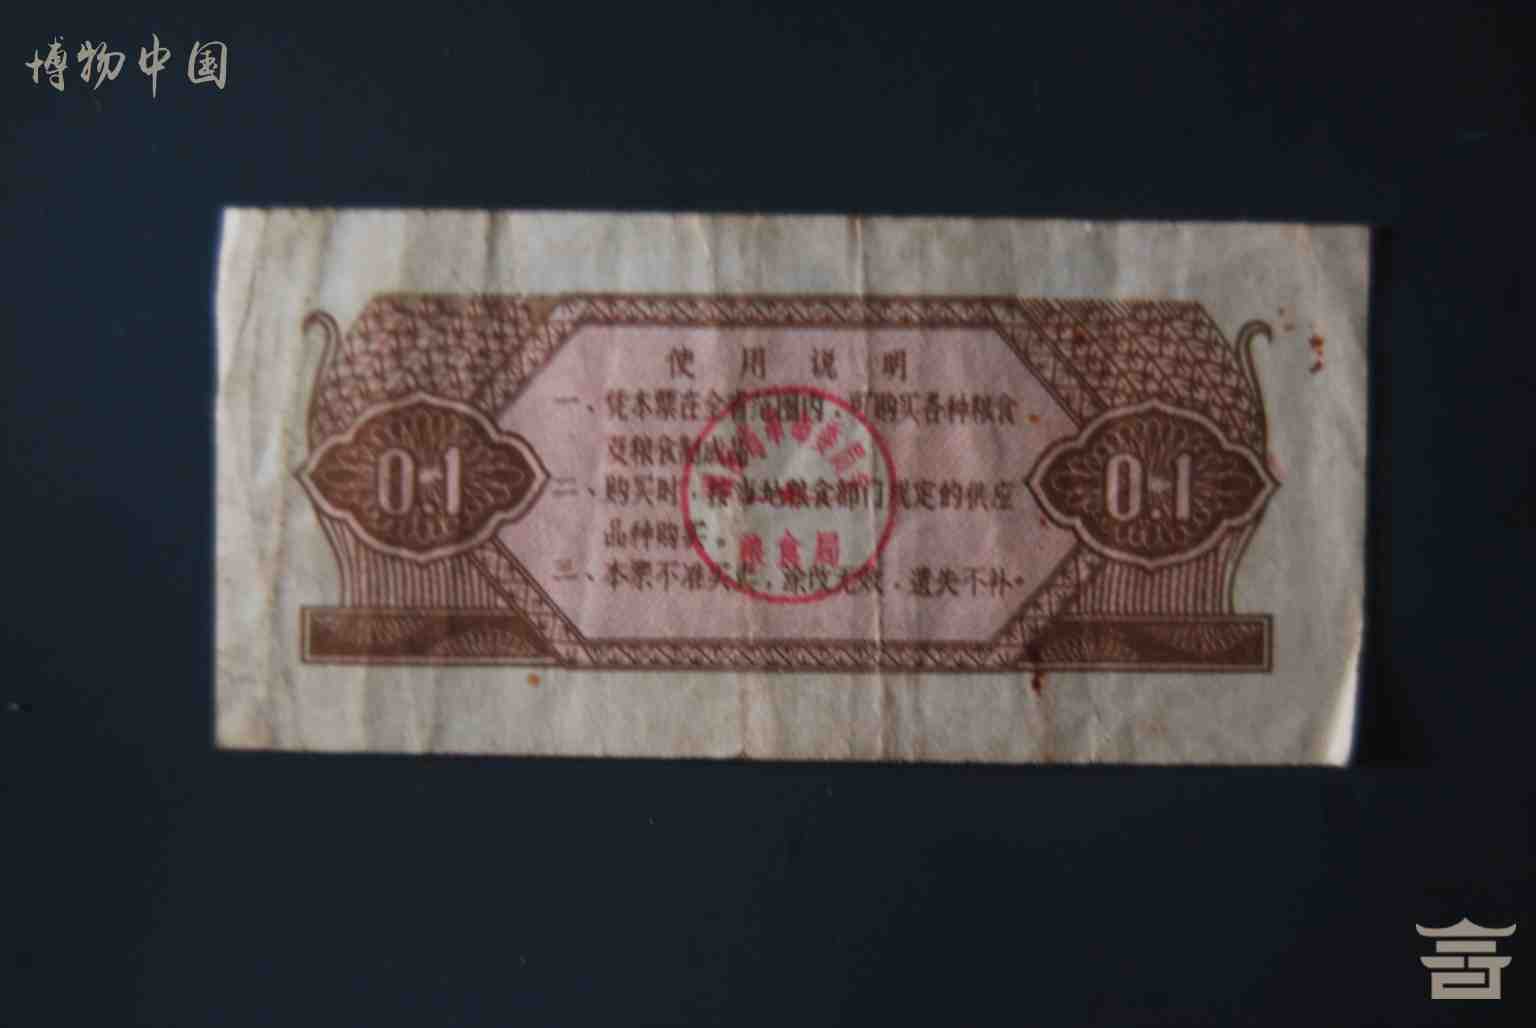 博物中国
使用说明
一、凭本票在全省范围内，可购买各种粮食
及粮食制成品。
0.1
0.1
二、购买时，按当地粮食部门规定的供应
品种购买。
粮食局
三、本票不准买卖，涂改无效，遗失不补。